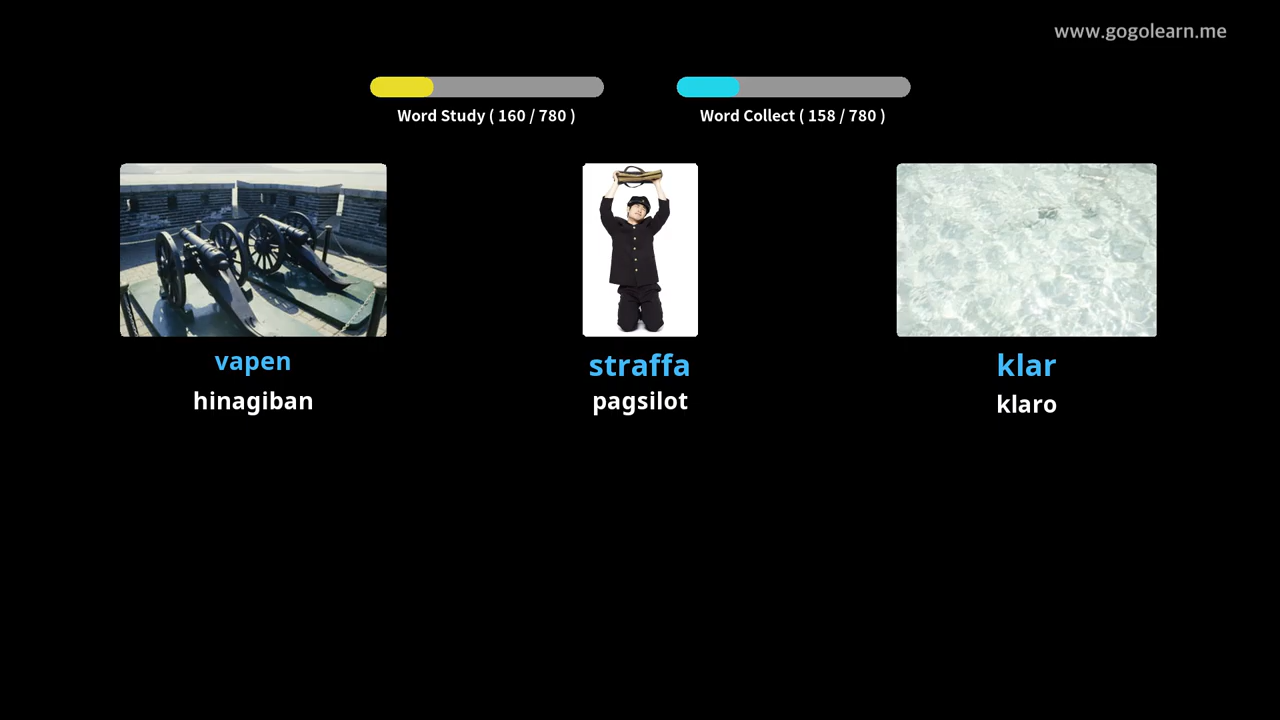 www.gogolearn.me
Word Study ( 160 / 780 )
Word Collect ( 158 / 780 )
vapen
hinagiban
straffa
pagsilot
klar
klaro